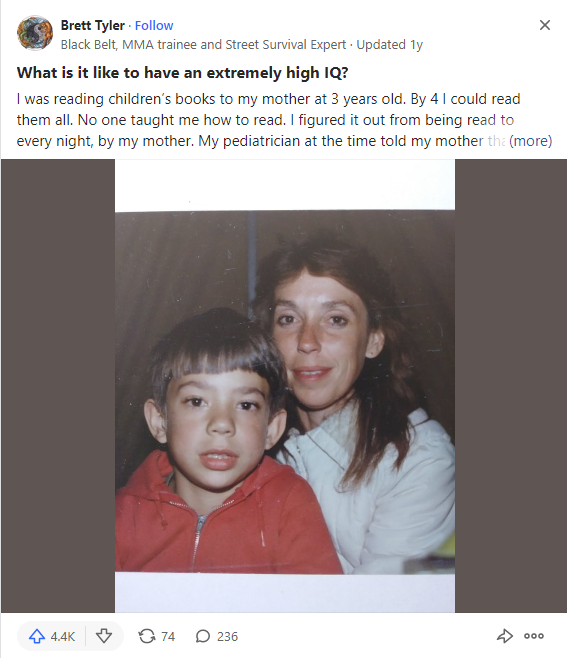 Brett Tyler · Follow
Black Belt, MMA trainee and Street Survival Expert · Updated 1y
What is it like to have an extremely high IQ?
I was reading children's books to my mother at 3 years old. By 4 I could read
them all. No one taught me how to read. I figured it out from being read to
every night, by my mother. My pediatrician at the time told my mother tha (more)
4.4K 74 236